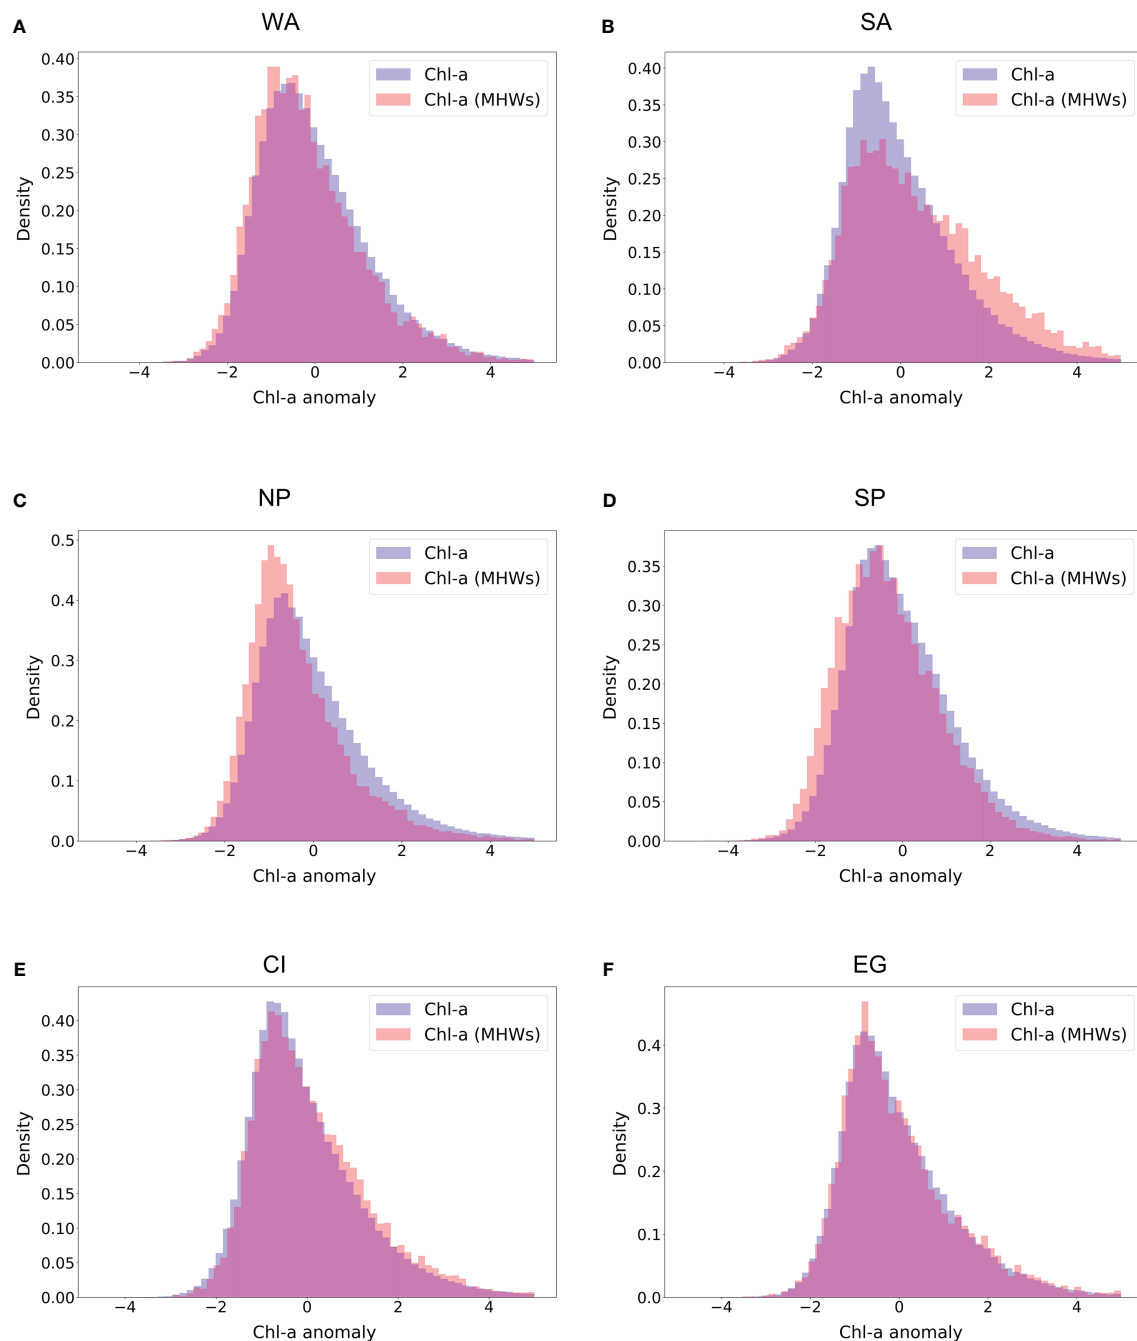 A
WA
0.40
0.35
0.30
0.25
0.20
0.15
0.10
0.05
0.00
Density
Chl-a
Chl-a (MHWs)
−4 −2 0 2 4
Chl-a anomaly
B
SA
0.40
0.35
0.30
0.25
0.20
0.15
0.10
0.05
0.00
Density
Chl-a
Chl-a (MHWs)
−4 −2 0 2 4
Chl-a anomaly
C
NP
0.5
0.4
0.3
0.2
0.1
0.0
Density
Chl-a
Chl-a (MHWs)
−4 −2 0 2 4
Chl-a anomaly
D
SP
0.35
0.30
0.25
0.20
0.15
0.10
0.05
0.00
Density
Chl-a
Chl-a (MHWs)
−4 −2 0 2 4
Chl-a anomaly
E
CI
0.40
0.35
0.30
0.25
0.20
0.15
0.10
0.05
0.00
Density
Chl-a
Chl-a (MHWs)
−4 −2 0 2 4
Chl-a anomaly
F
EG
0.4
0.3
0.2
0.1
0.0
Density
Chl-a
Chl-a (MHWs)
−4 −2 0 2 4
Chl-a anomaly